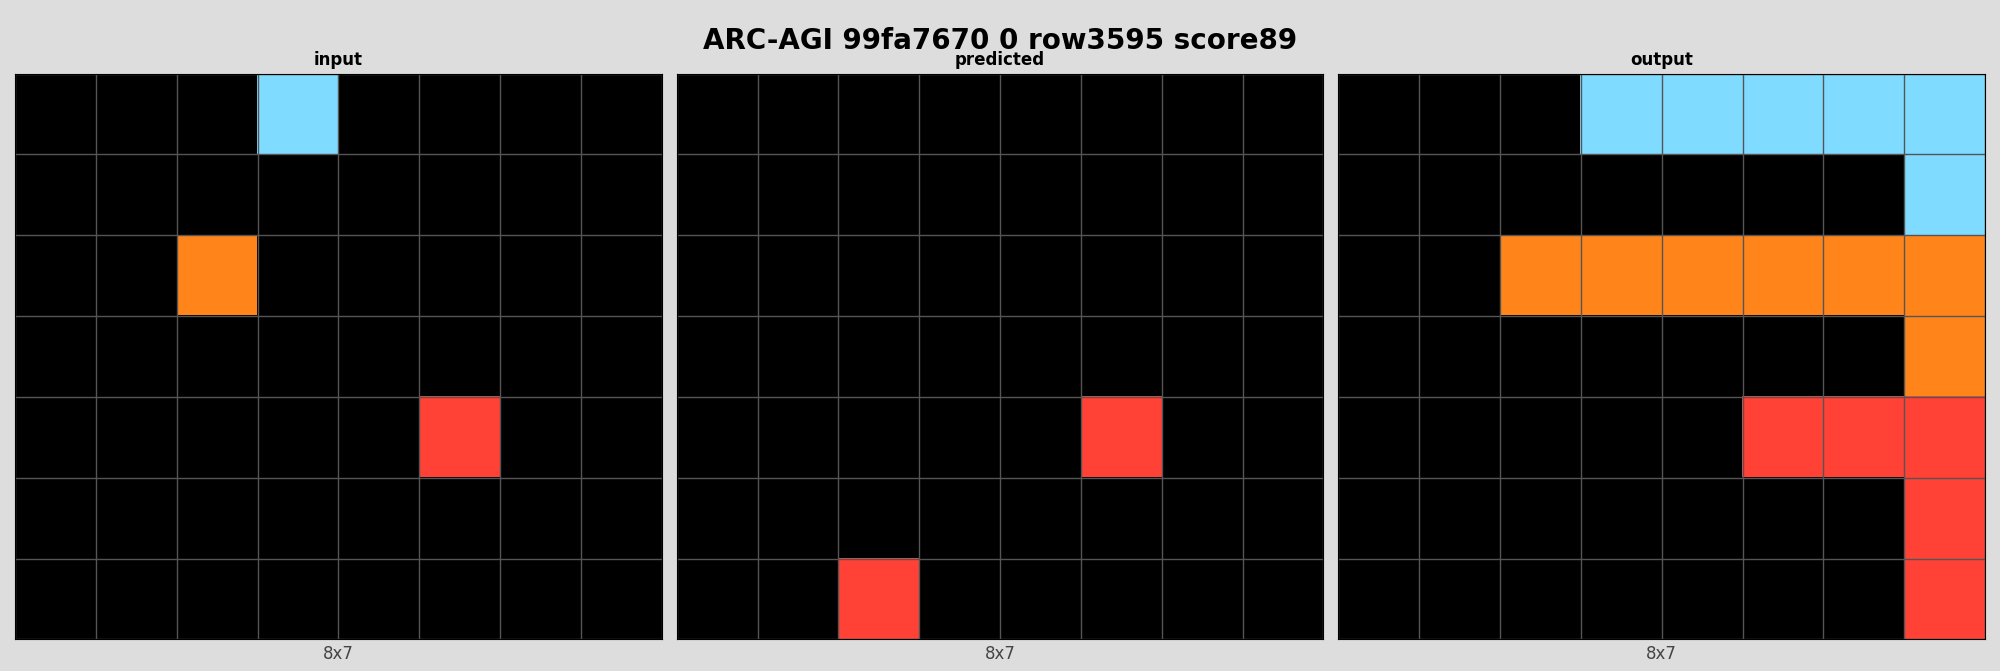 ARC-AGI 99fa7670 0 row3595 score89
input
predicted
output
8x7
8x7
8x7